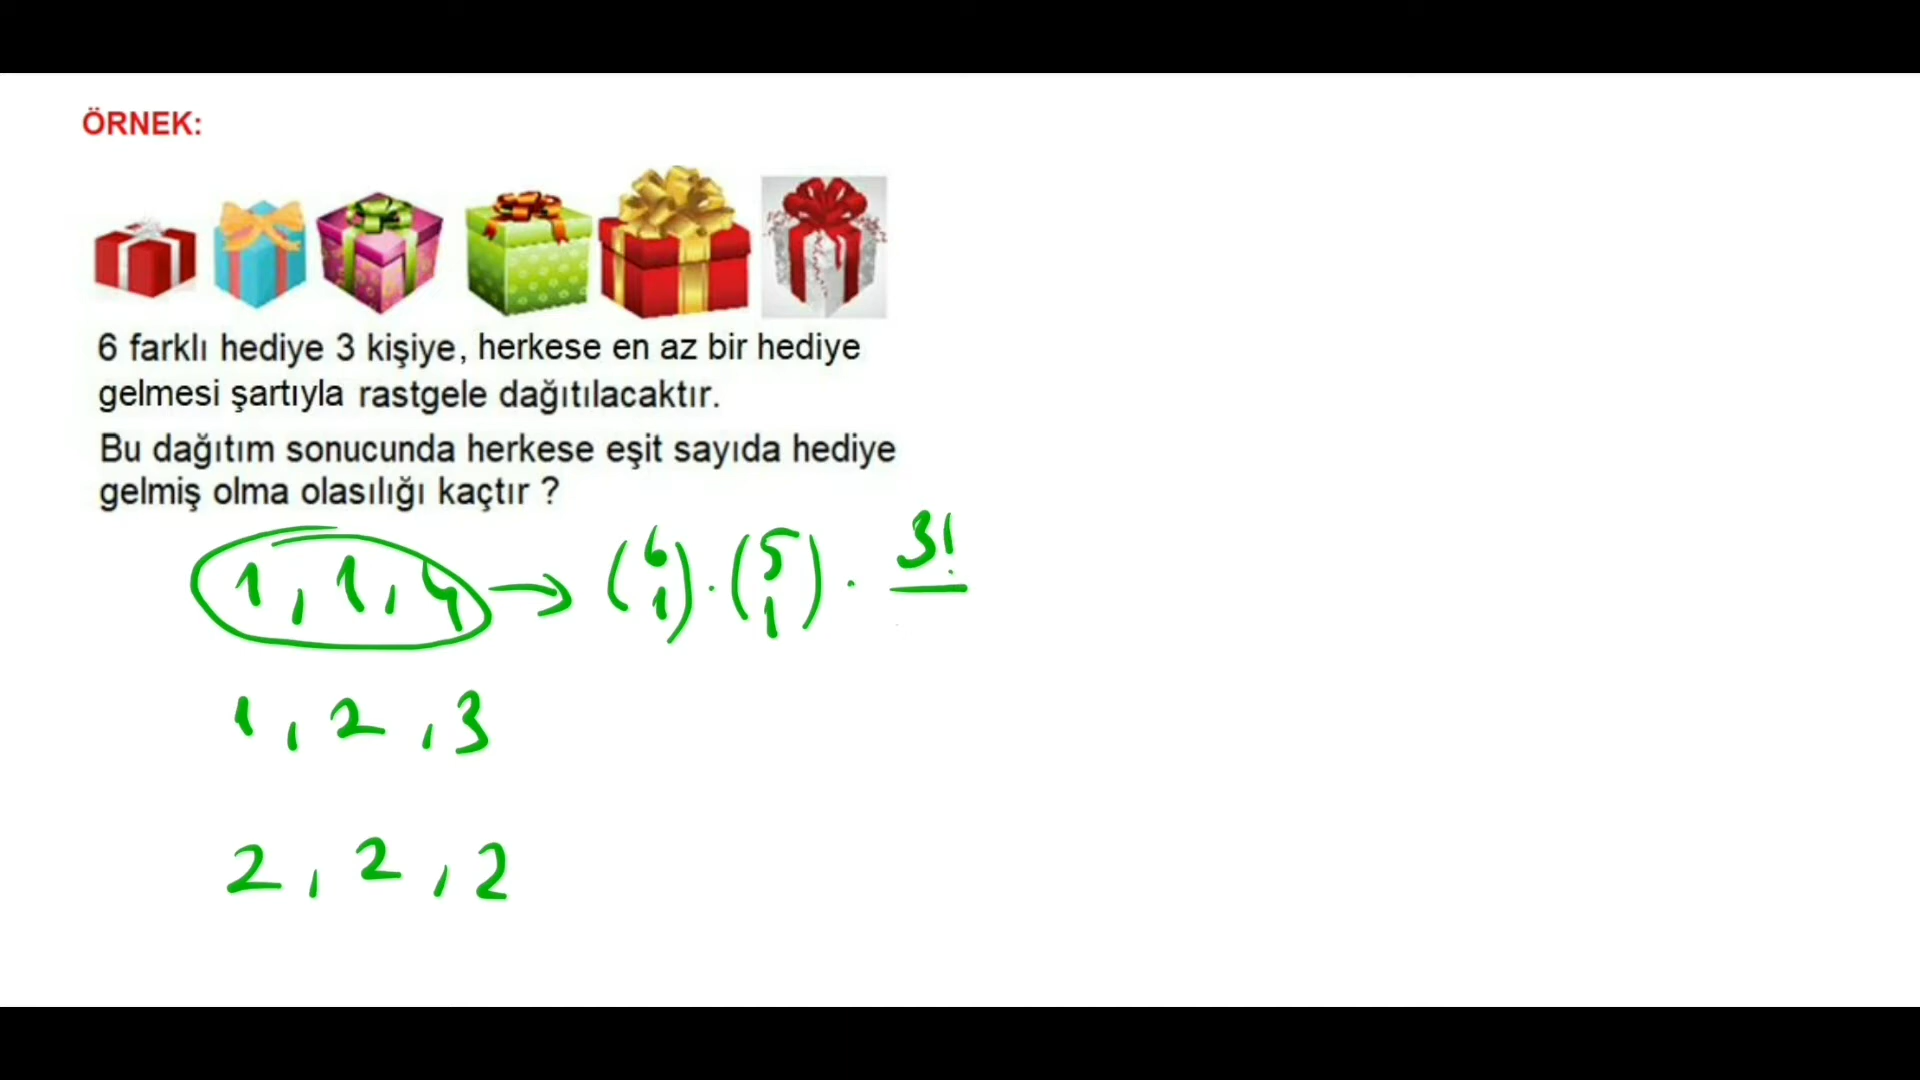 ÖRNEK:
6 farklı hediye 3 kişiye, herkese en az bir hediye
gelmesi şartıyla rastgele dağıtılacaktır.
Bu dağıtım sonucunda herkese eşit sayıda hediye
gelmiş olma olasılığı kaçtır ?
1, 1, 4 → (6 1) · (5 1) · 3!
1, 2, 3
2, 2, 2